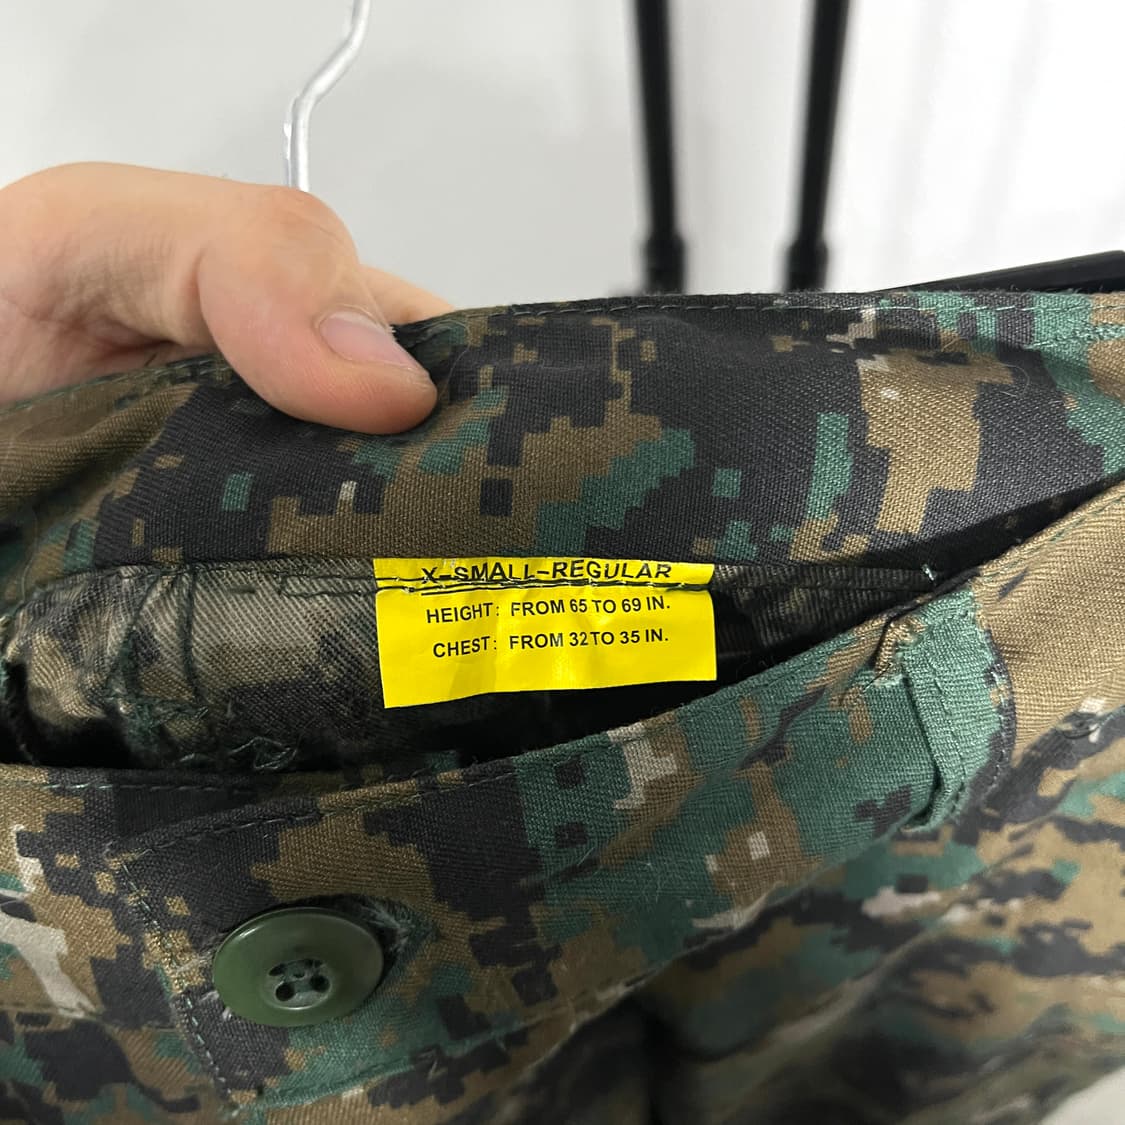 X-SMALL-REGULAR
HEIGHT: FROM 65 TO 69 IN.
CHEST: FROM 32 TO 35 IN.